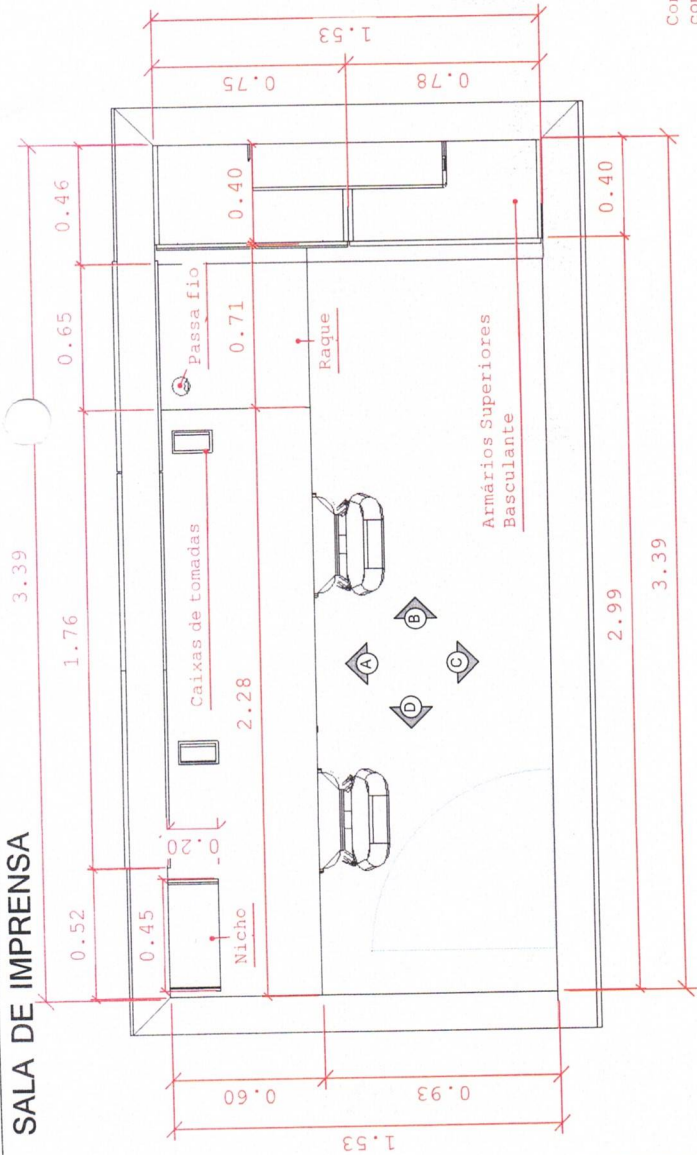 SALA DE IMPRENSA
3.39
0.52
1.76
0.65
0.46
0.45
0.20
Nicho
Caixas de tomadas
2.28
Passa fio
0.71
0.40
Raque
0.75
0.78
1.53
0.60
0.93
1.53
A
B
C
D
Armários Superiores
Basculante
2.99
0.40
3.39